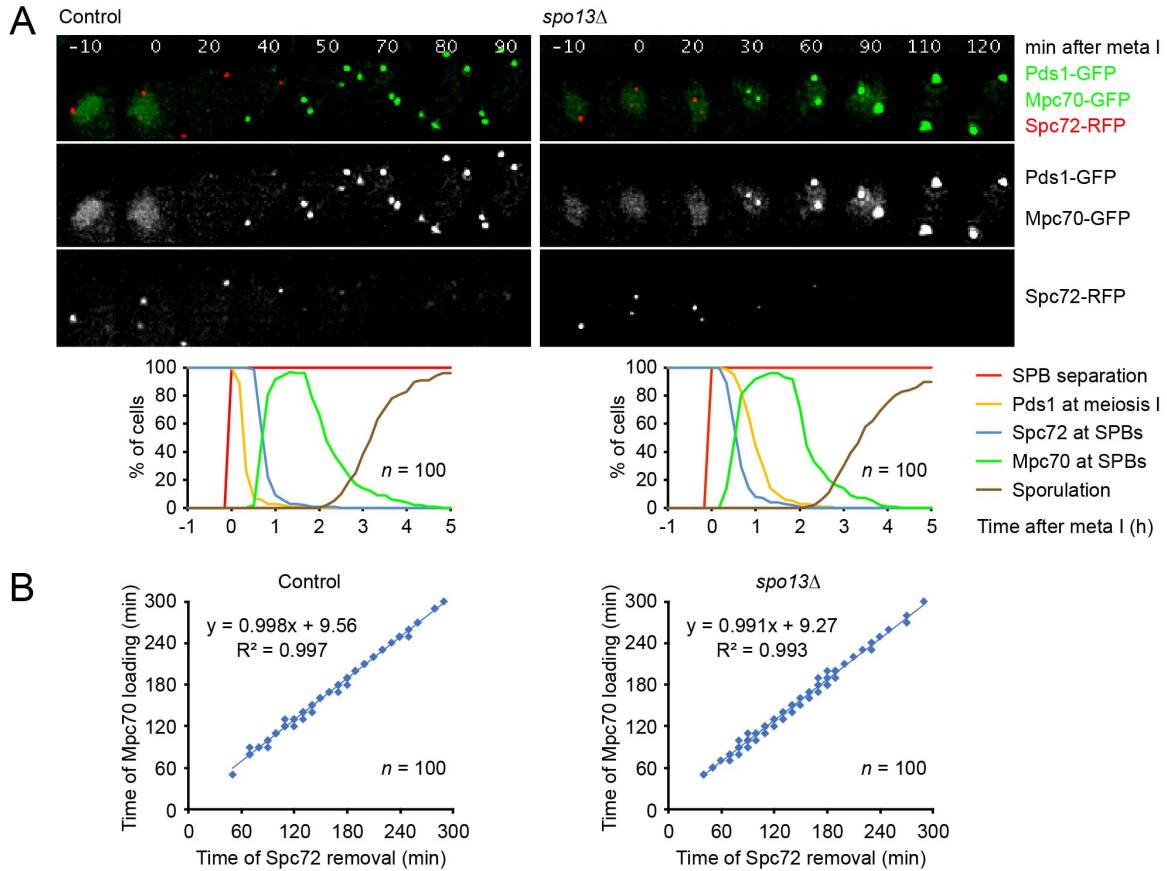 A
Control
spo13Δ
-10 0 20 40 50 60 70 80 90
-10 0 20 30 60 90 110 120
min after meta I
Pds1-GFP
Mpc70-GFP
Spc72-RFP
Pds1-GFP
Mpc70-GFP
Spc72-RFP
% of cells
100
80
60
40
20
0
-1 0 1 2 3 4 5
n = 100
% of cells
100
80
60
40
20
0
-1 0 1 2 3 4 5
n = 100
SPB separation
Pds1 at meiosis I
Spc72 at SPBs
Mpc70 at SPBs
Sporulation
Time after meta I (h)
B
Control
Time of Mpc70 loading (min)
300
240
180
120
60
0
y = 0.998x + 9.56
R² = 0.997
n = 100
0 60 120 180 240 300
Time of Spc72 removal (min)
spo13Δ
Time of Mpc70 loading (min)
300
240
180
120
60
0
y = 0.991x + 9.27
R² = 0.993
n = 100
0 60 120 180 240 300
Time of Spc72 removal (min)